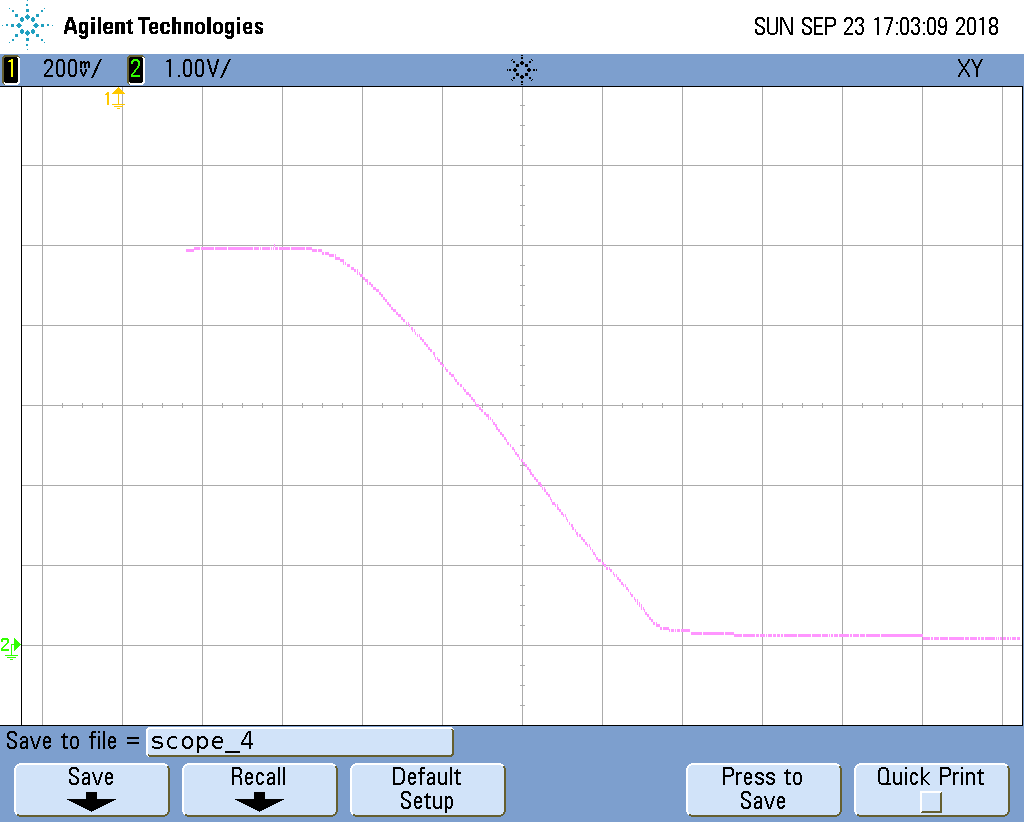 Agilent Technologies
SUN SEP 23 17:03:09 2018
1 200mV/ 2 1.00V/ XY
1
2
Save to file = scope_4
Save
Recall
Default
Setup
Press to
Save
Quick Print